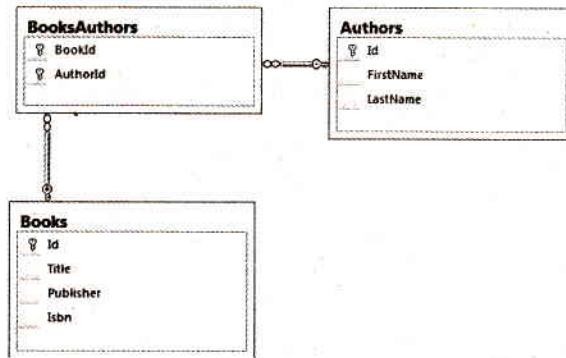 BooksAuthors
BookId
AuthorId
Authors
Id
FirstName
LastName
Books
Id
Title
Publisher
Isbn